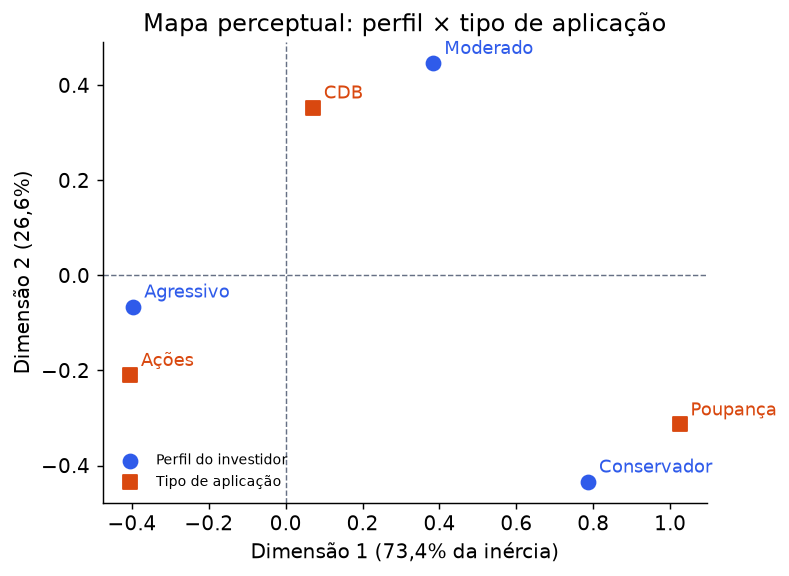 Mapa perceptual: perfil × tipo de aplicação
Moderado
CDB
Agressivo
Ações
Poupança
Conservador
Perfil do investidor
Tipo de aplicação
Dimensão 2 (26,6%)
0.4
0.2
0.0
−0.2
−0.4
−0.4
−0.2
0.0
0.2
0.4
0.6
0.8
1.0
Dimensão 1 (73,4% da inércia)